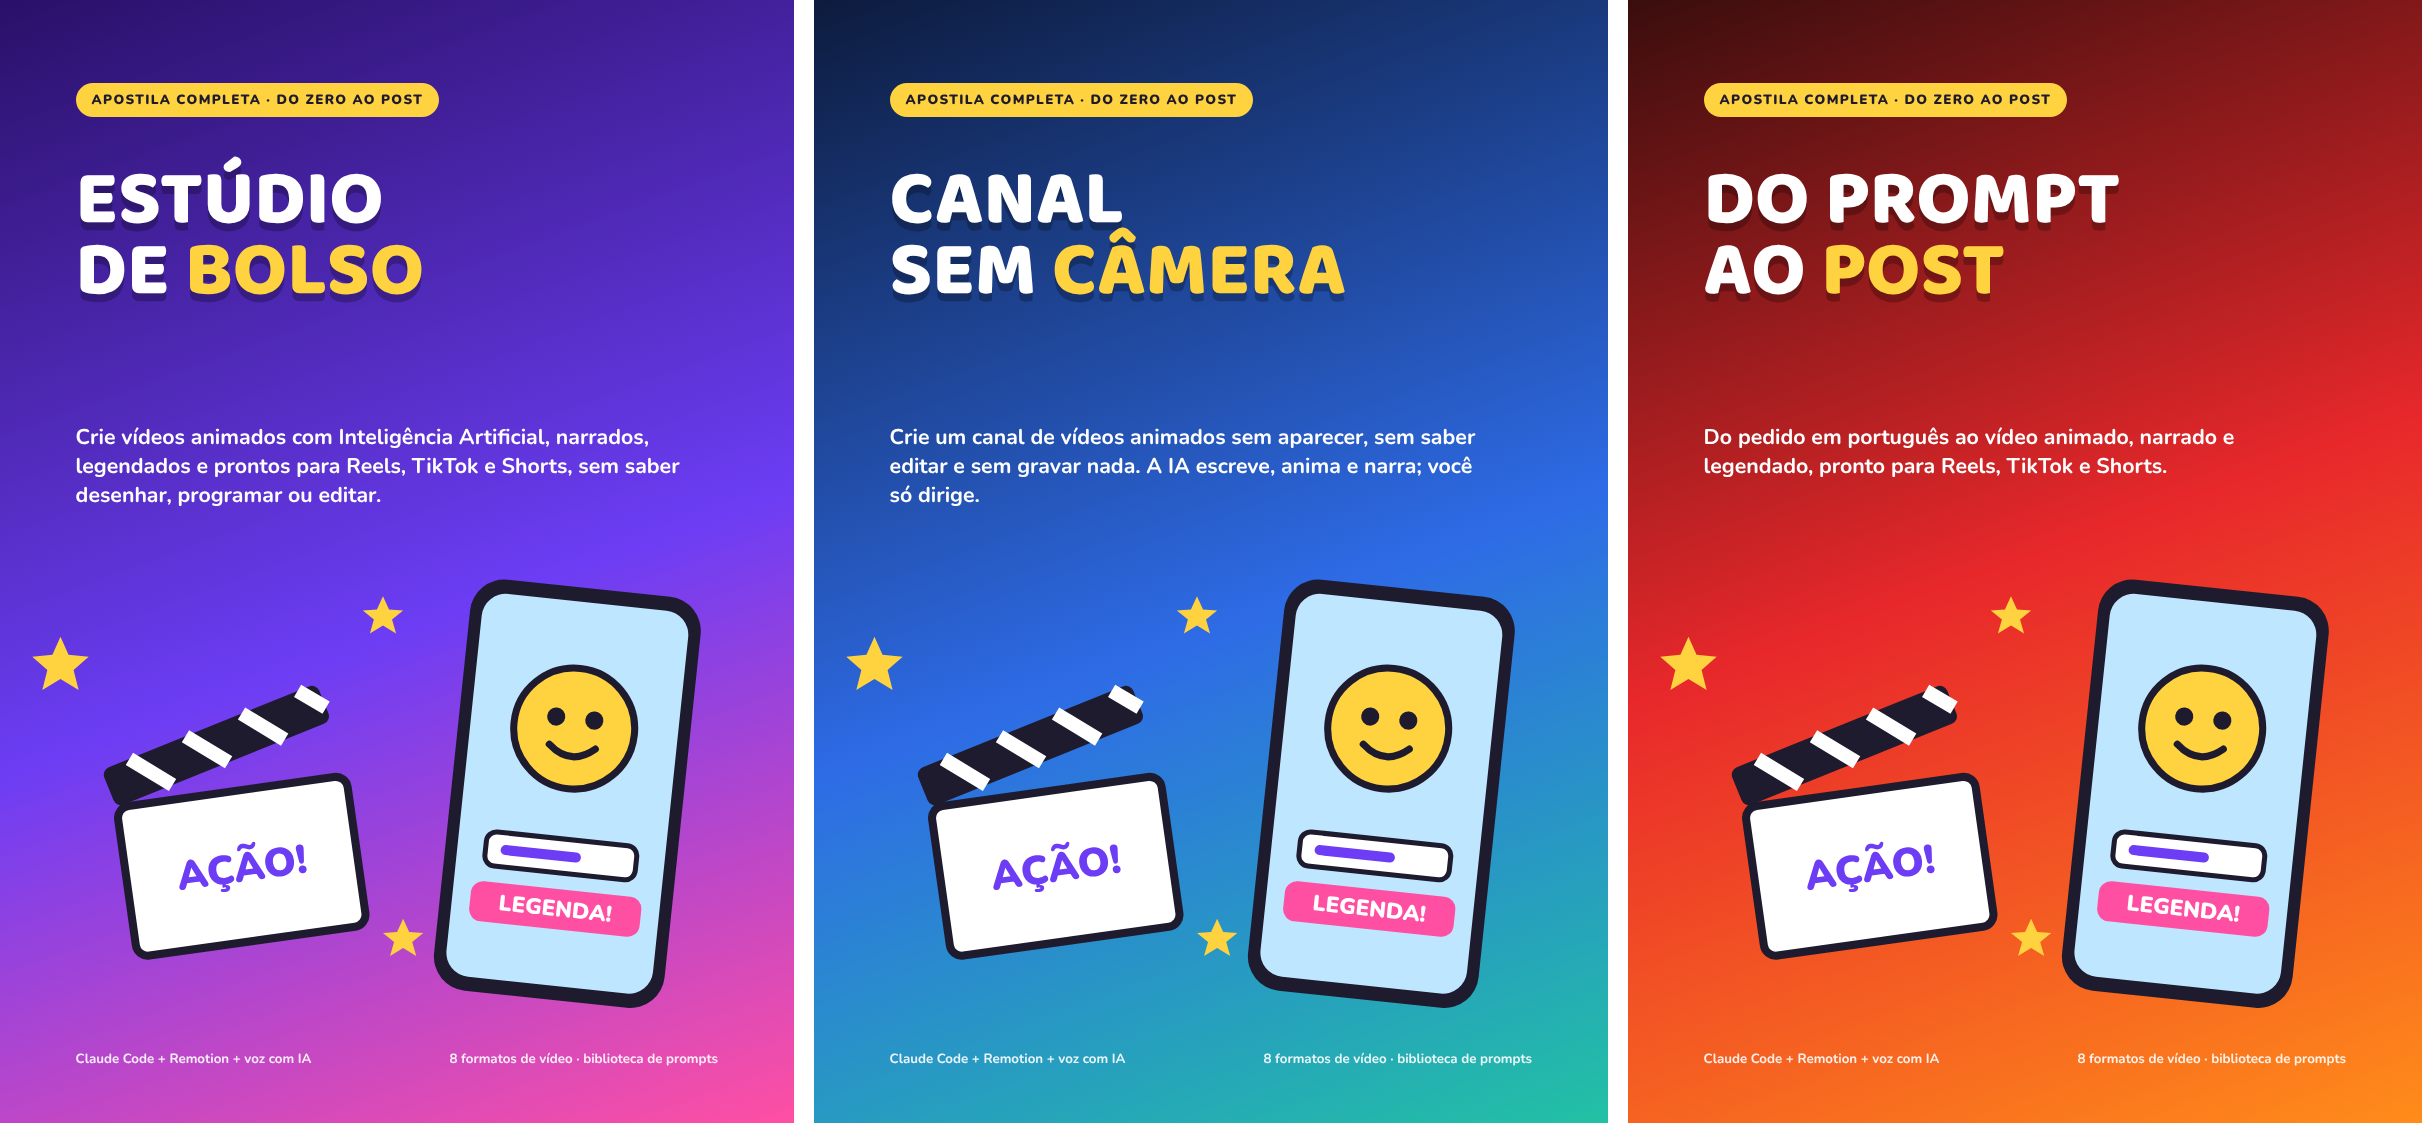 APOSTILA COMPLETA · DO ZERO AO POST
ESTÚDIO
DE BOLSO
Crie vídeos animados com Inteligência Artificial, narrados,
legendados e prontos para Reels, TikTok e Shorts, sem saber
desenhar, programar ou editar.
AÇÃO!
LEGENDA!
Claude Code + Remotion + voz com IA
8 formatos de vídeo · biblioteca de prompts
APOSTILA COMPLETA · DO ZERO AO POST
CANAL
SEM CÂMERA
Crie um canal de vídeos animados sem aparecer, sem saber
editar e sem gravar nada. A IA escreve, anima e narra; você
só dirige.
AÇÃO!
LEGENDA!
Claude Code + Remotion + voz com IA
8 formatos de vídeo · biblioteca de prompts
APOSTILA COMPLETA · DO ZERO AO POST
DO PROMPT
AO POST
Do pedido em português ao vídeo animado, narrado e
legendado, pronto para Reels, TikTok e Shorts.
AÇÃO!
LEGENDA!
Claude Code + Remotion + voz com IA
8 formatos de vídeo · biblioteca de prompts